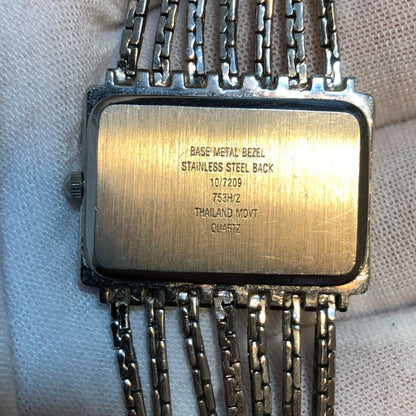 BASE METAL BEZEL
STAINLESS STEEL BACK
10/7209
753H/2
THAILAND MOVT
QUARTZ